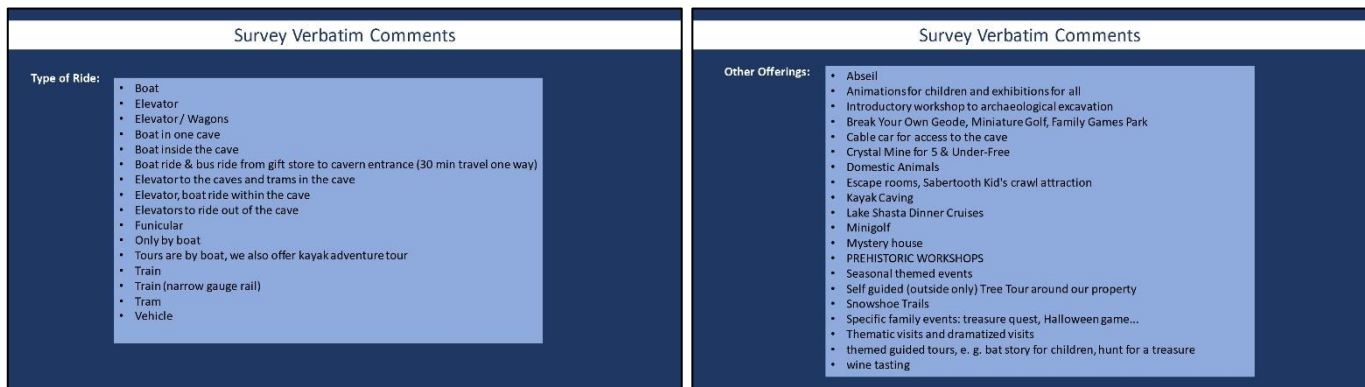 Survey Verbatim Comments
Type of Ride:
• Boat
• Elevator
• Elevator / Wagons
• Boat in one cave
• Boat inside the cave
• Boat ride & bus ride from gift store to cavern entrance (30 min travel one way)
• Elevator to the caves and trams in the cave
• Elevator, boat ride within the cave
• Elevators to ride out of the cave
• Funicular
• Only by boat
• Tours are by boat, we also offer kayak adventure tour
• Train
• Train (narrow gauge rail)
• Tram
• Vehicle
Survey Verbatim Comments
Other Offerings:
• Abseil
• Animations for children and exhibitions for all
• Introductory workshop to archaeological excavation
• Break Your Own Geode, Miniature Golf, Family Games Park
• Cable car for access to the cave
• Crystal Mine for 5 & Under-Free
• Domestic Animals
• Escape rooms, Sabertooth Kid's crawl attraction
• Kayak Caving
• Lake Shasta Dinner Cruises
• Minigolf
• Mystery house
• PREHISTORIC WORKSHOPS
• Seasonal themed events
• Self guided (outside only) Tree Tour around our property
• Snowshoe Trails
• Specific family events: treasure quest, Halloween game...
• Thematic visits and dramatized visits
• themed guided tours, e. g. bat story for children, hunt for a treasure
• wine tasting